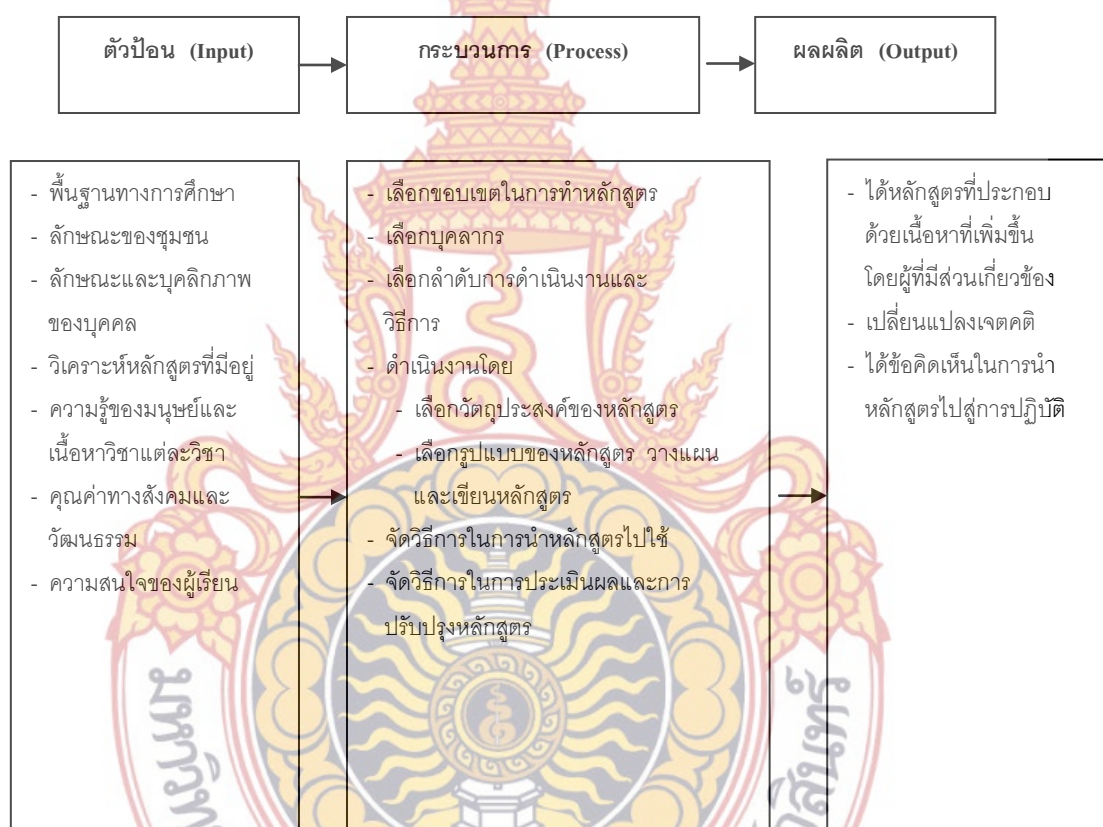 ตัวป้อน (Input)
กระบวนการ (Process)
ผลผลิต (Output)
- พื้นฐานทางการศึกษา
- ลักษณะของชุมชน
- ลักษณะและบุคลิกภาพ
ของบุคคล
- วิเคราะห์หลักสูตรที่มีอยู่
- ความรู้ของมนุษย์และ
เนื้อหาวิชาแต่ละวิชา
- คุณค่าทางสังคมและ
วัฒนธรรม
- ความสนใจของผู้เรียน
- เลือกขอบเขตในการทำหลักสูตร
- เลือกบุคลากร
- เลือกลำดับการดำเนินงานและ
วิธีการ
- ดำเนินงานโดย
- เลือกวัตถุประสงค์ของหลักสูตร
- เลือกรูปแบบของหลักสูตร วางแผน
และเขียนหลักสูตร
- จัดวิธีการในการนำหลักสูตรไปใช้
- จัดวิธีการในการประเมินผลและการ
ปรับปรุงหลักสูตร
- ได้หลักสูตรที่ประกอบ
ด้วยเนื้อหาที่เพิ่มขึ้น
โดยผู้ที่มีส่วนเกี่ยวข้อง
- เปลี่ยนแปลงเจตคติ
- ได้ข้อคิดเห็นในการนำ
หลักสูตรไปสู่การปฏิบัติ